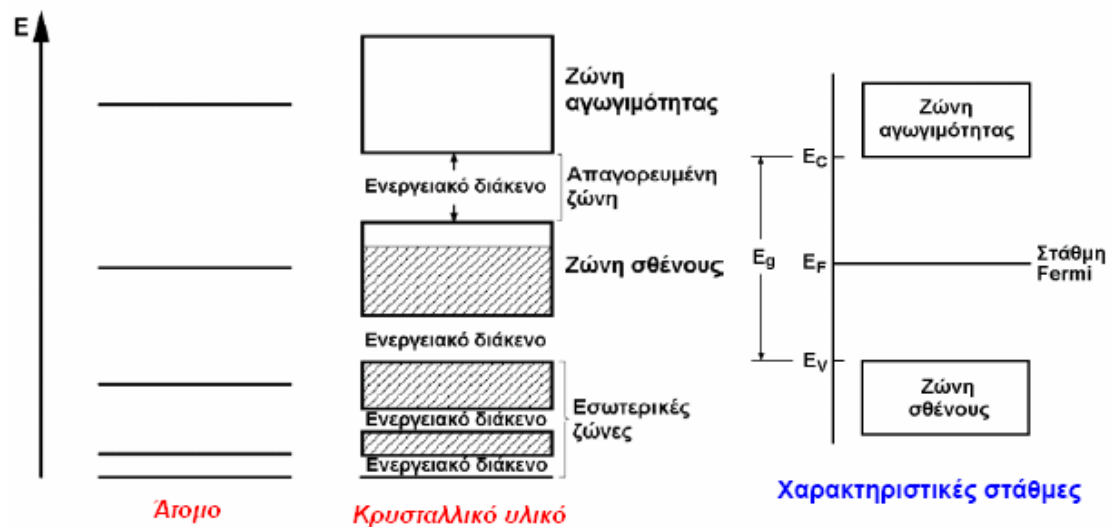 E
Ζώνη
αγωγιμότητας
Ενεργειακό διάκενο
Απαγορευμένη
ζώνη
Ζώνη σθένους
Ενεργειακό διάκενο
Ενεργειακό διάκενο
Εσωτερικές
ζώνες
Ενεργειακό διάκενο
Άτομο
Κρυσταλλικό υλικό
Ζώνη
αγωγιμότητας
E_C
E_g
E_F
Στάθμη
Fermi
E_V
Ζώνη
σθένους
Χαρακτηριστικές στάθμες